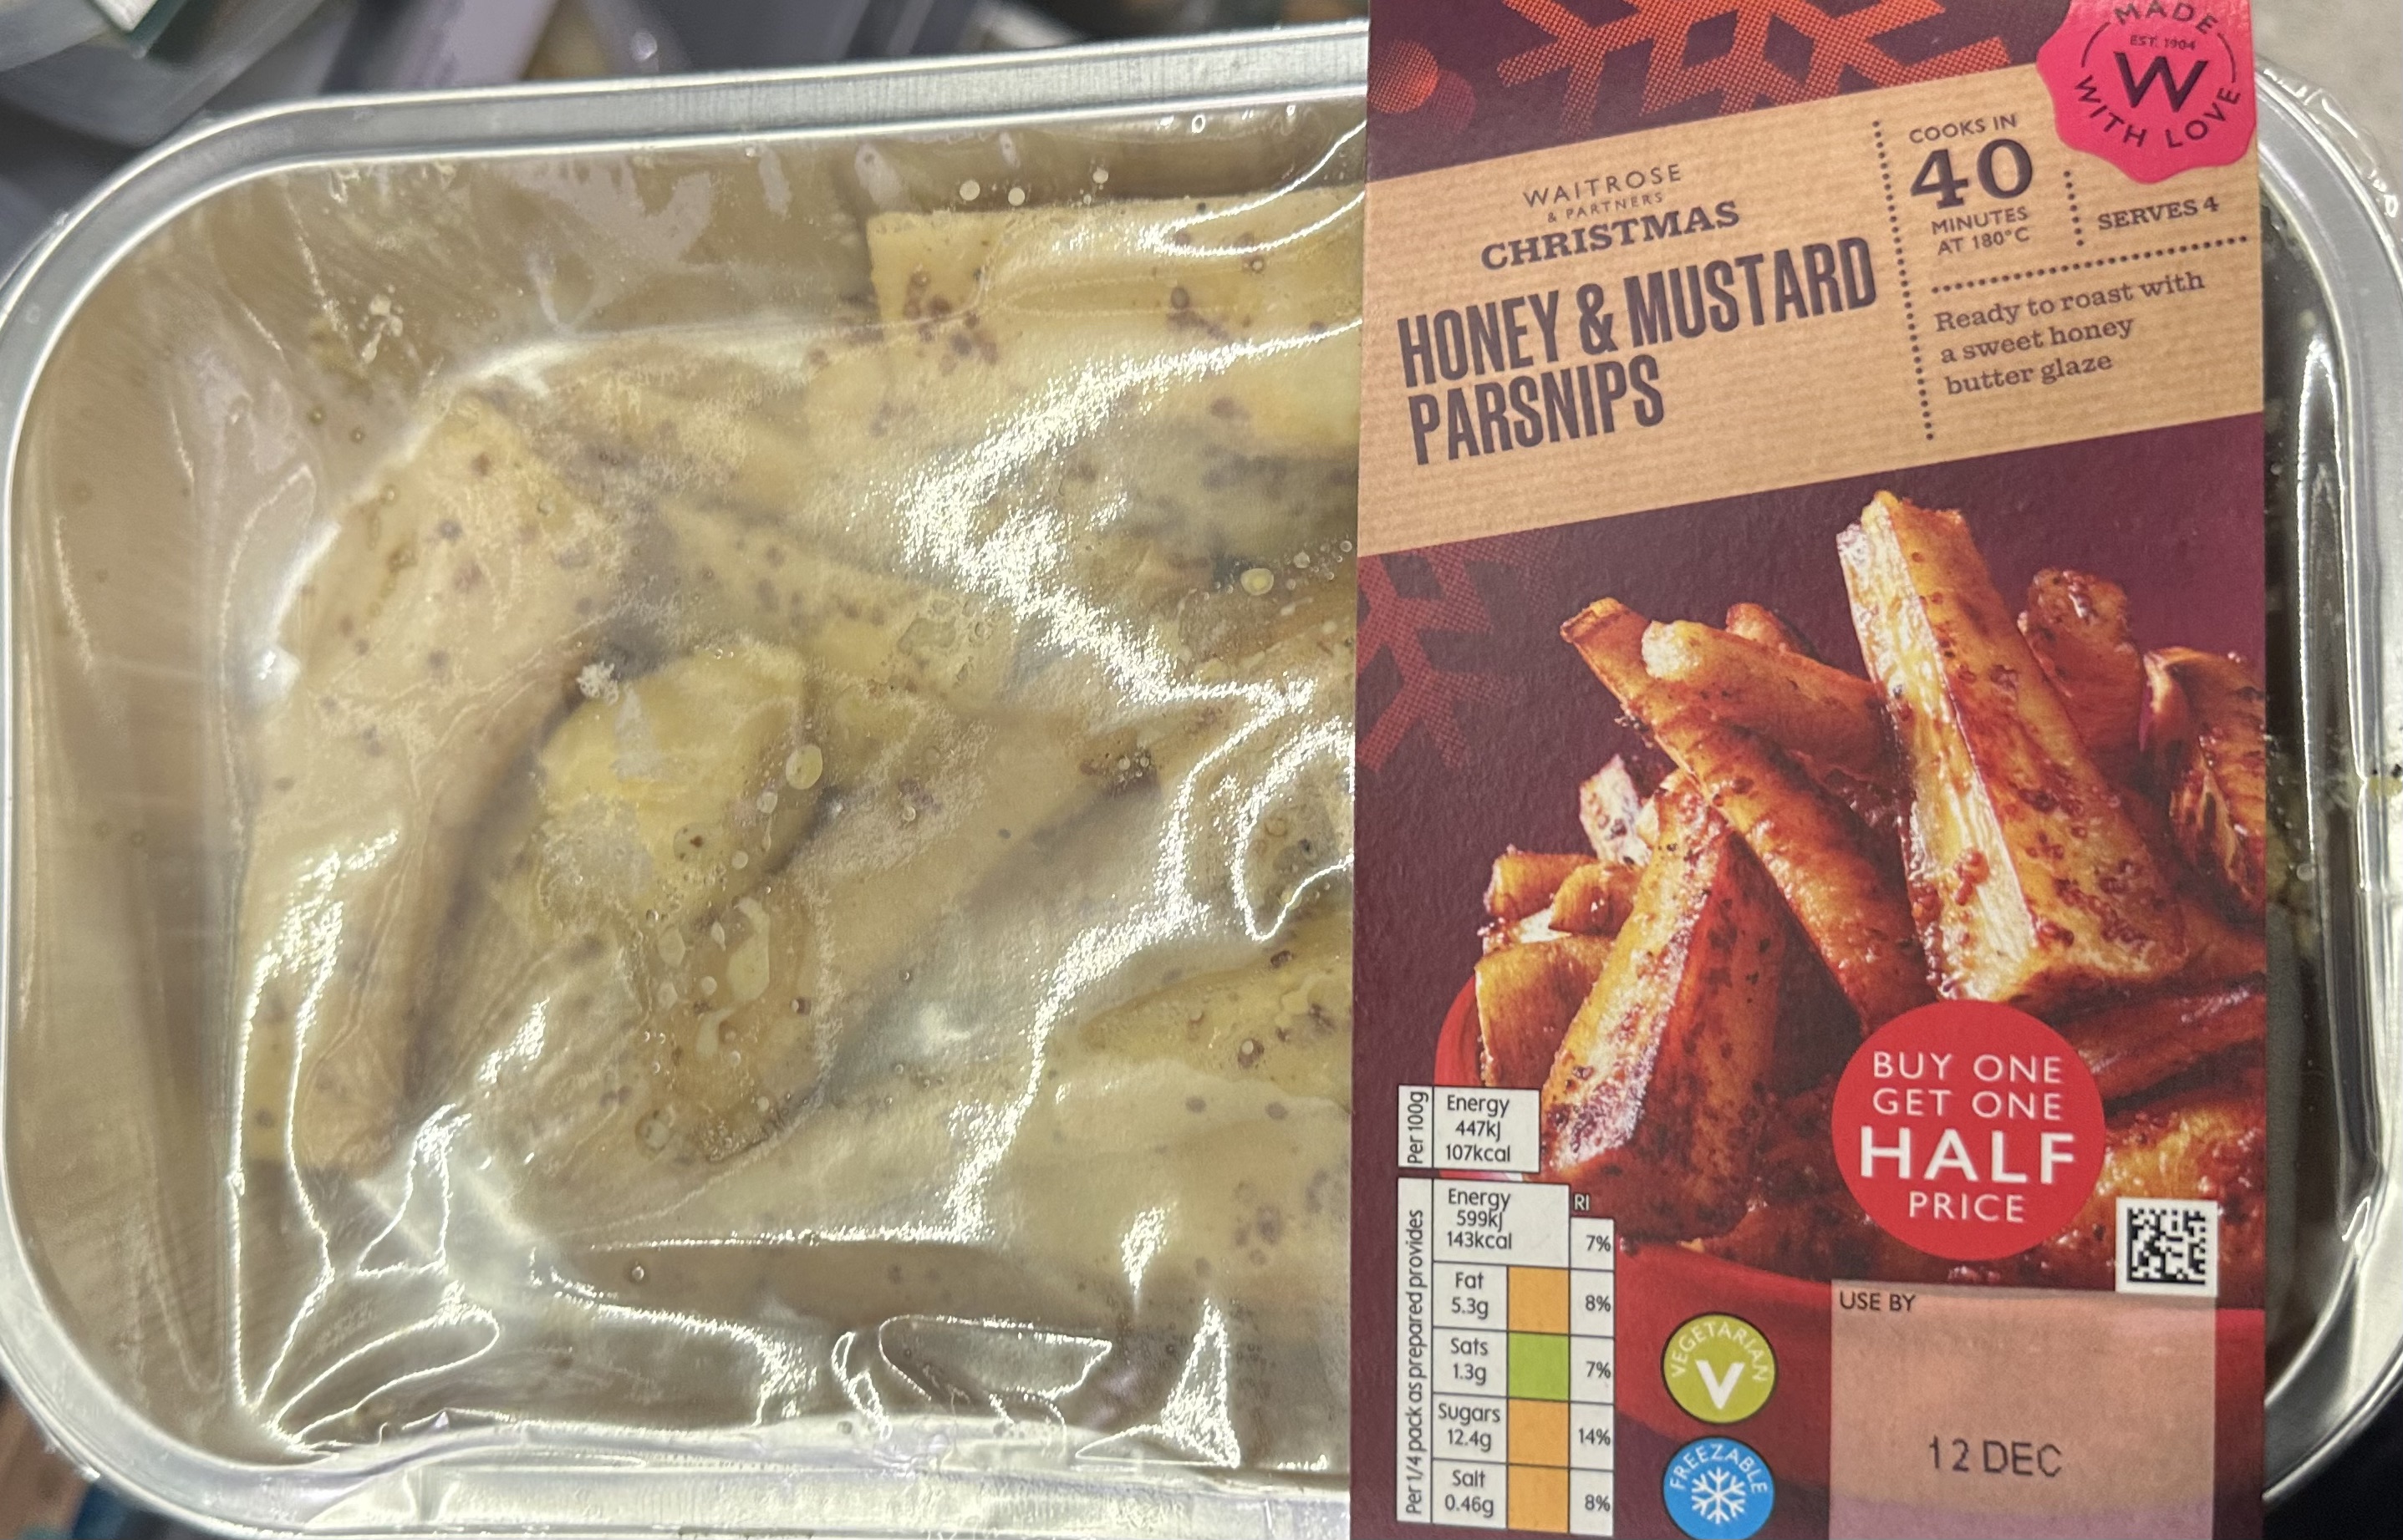 MADE
EST. 1904
W
WITH LOVE
WAITROSE
& PARTNERS
CHRISTMAS
HONEY & MUSTARD
PARSNIPS
COOKS IN
40
MINUTES
AT 180°C
SERVES 4
Ready to roast with
a sweet honey
butter glaze
BUY ONE
GET ONE
HALF
PRICE
Per 100g
Energy
447kJ
107kcal
Per 1/4 pack as prepared provides
RI
Energy
599kJ
143kcal
7%
Fat
5.3g
8%
Sats
1.3g
7%
Sugars
12.4g
14%
Salt
0.46g
8%
VEGETARIAN
V
FREEZABLE
USE BY
12 DEC